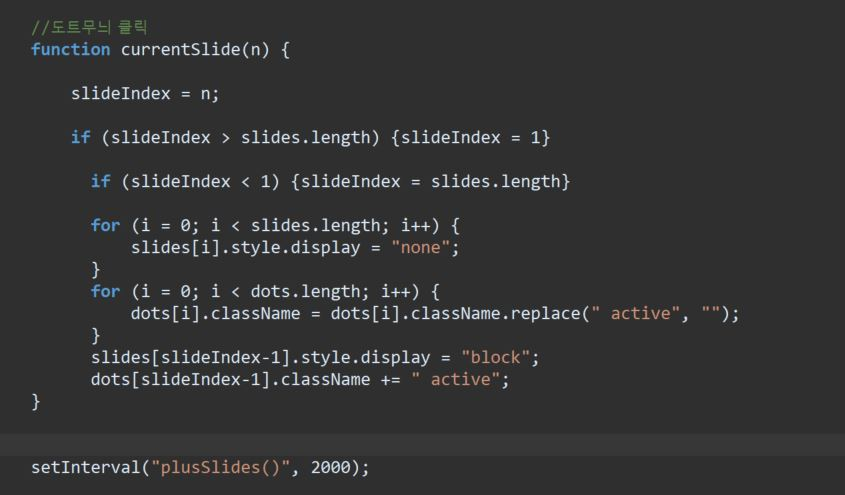 //도트무늬 클릭
function currentSlide(n) {
slideIndex = n;
if (slideIndex > slides.length) {slideIndex = 1}
if (slideIndex < 1) {slideIndex = slides.length}
for (i = 0; i < slides.length; i++) {
slides[i].style.display = "none";
}
for (i = 0; i < dots.length; i++) {
dots[i].className = dots[i].className.replace(" active", "");
}
slides[slideIndex-1].style.display = "block";
dots[slideIndex-1].className += " active";
}
setInterval("plusSlides()", 2000);